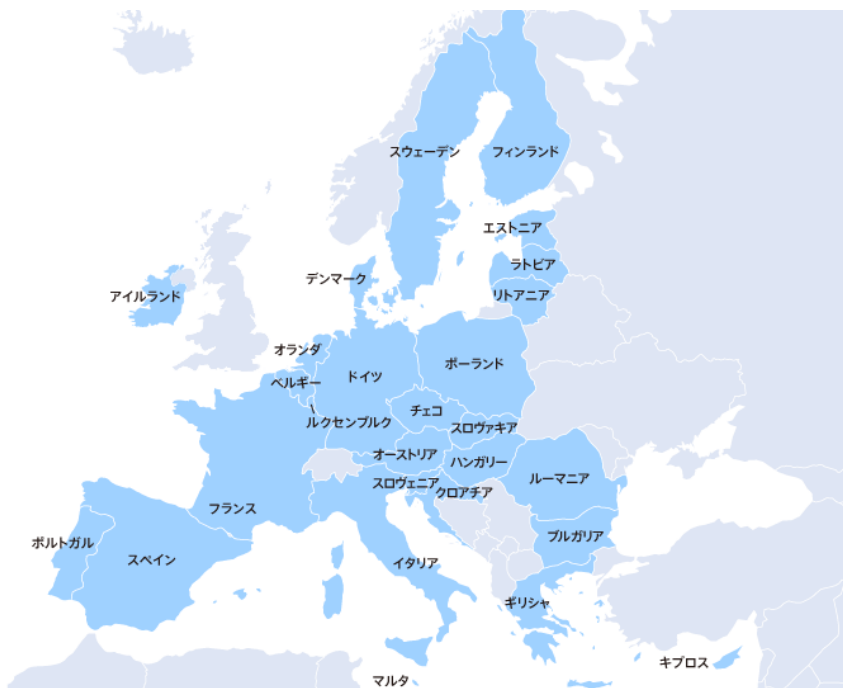 スウェーデン
フィンランド
エストニア
ラトビア
デンマーク
リトアニア
アイルランド
オランダ
ポーランド
ドイツ
ベルギー
チェコ
ルクセンブルク
スロヴァキア
オーストリア
ハンガリー
ルーマニア
スロヴェニア
クロアチア
フランス
ブルガリア
ポルトガル
スペイン
イタリア
ギリシャ
キプロス
マルタ